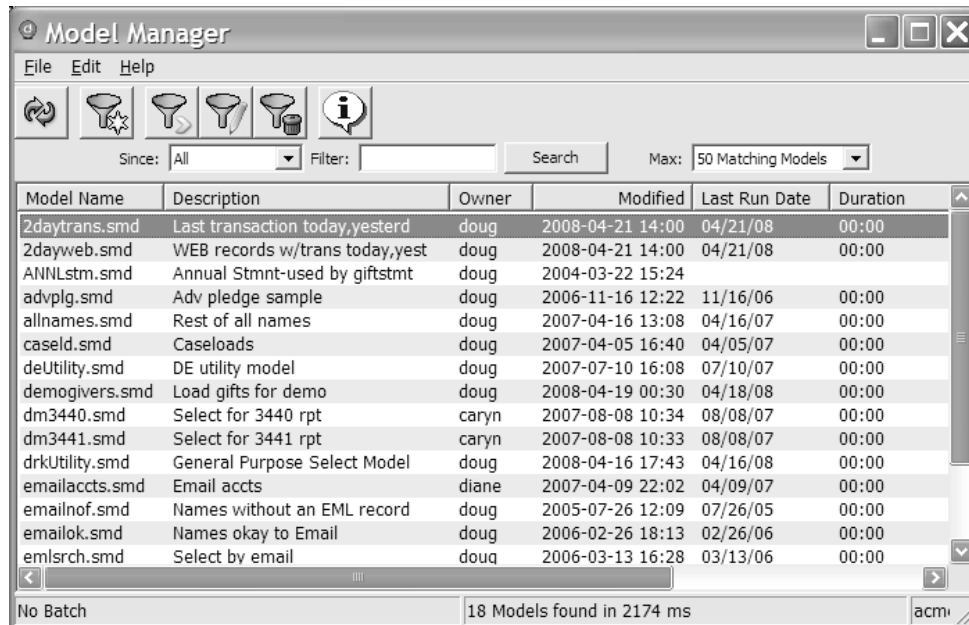 Model Manager
File Edit Help
Since: All Filter: Search Max: 50 Matching Models
Model Name Description Owner Modified Last Run Date Duration
2daytrans.smd Last transaction today,yesterd doug 2008-04-21 14:00 04/21/08 00:00
2dayweb.smd WEB records w/trans today,yest doug 2008-04-21 14:00 04/21/08 00:00
ANNLstm.smd Annual Stmnt-used by giftstmt doug 2004-03-22 15:24
advplg.smd Adv pledge sample doug 2006-11-16 12:22 11/16/06 00:00
allnames.smd Rest of all names doug 2007-04-16 13:08 04/16/07 00:00
caseld.smd Caseloads doug 2007-04-05 16:40 04/05/07 00:00
deUtility.smd DE utility model doug 2007-07-10 16:08 07/10/07 00:00
demogivers.smd Load gifts for demo doug 2008-04-19 00:30 04/18/08 00:00
dm3440.smd Select for 3440 rpt caryn 2007-08-08 10:34 08/08/07 00:00
dm3441.smd Select for 3441 rpt caryn 2007-08-08 10:33 08/08/07 00:00
drkUtility.smd General Purpose Select Model doug 2008-04-16 17:43 04/16/08 00:00
emailaccts.smd Email accts diane 2007-04-09 22:02 04/09/07 00:00
emailnof.smd Names without an EML record doug 2005-07-26 12:09 07/26/05 00:00
emailok.smd Names okay to Email doug 2006-02-26 18:13 02/26/06 00:00
emlsrch.smd Select by email doug 2006-03-13 16:28 03/13/06 00:00
No Batch 18 Models found in 2174 ms